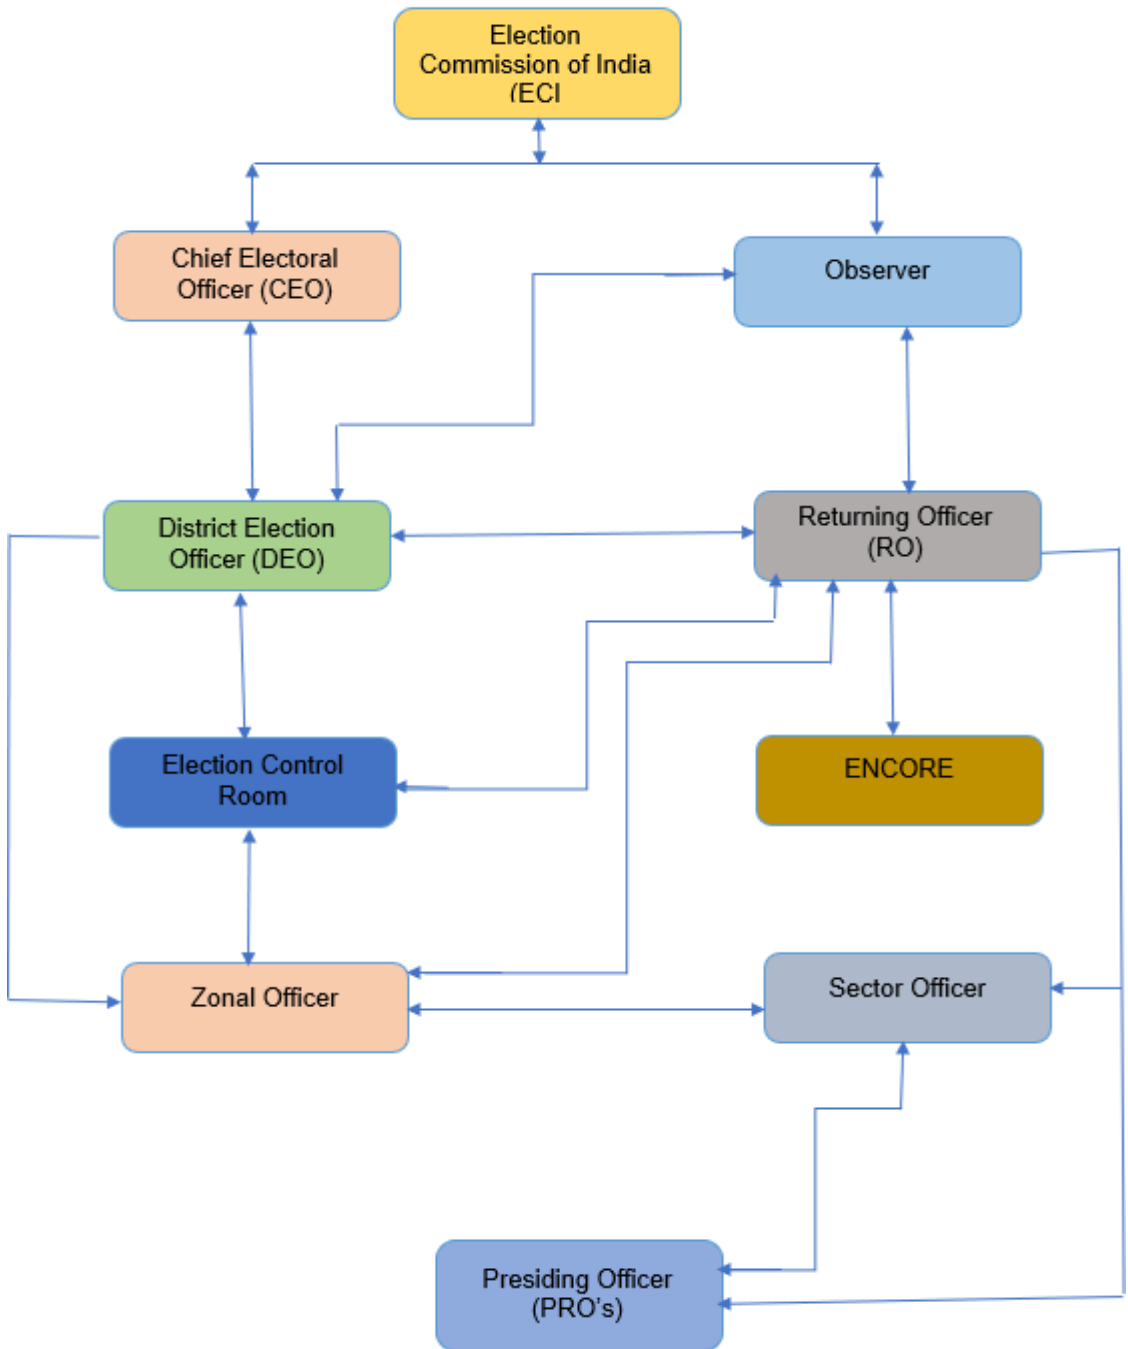 Election
Commission of India
(ECI
Chief Electoral
Officer (CEO)
Observer
District Election
Officer (DEO)
Returning Officer
(RO)
Election Control
Room
ENCORE
Zonal Officer
Sector Officer
Presiding Officer
(PRO's)